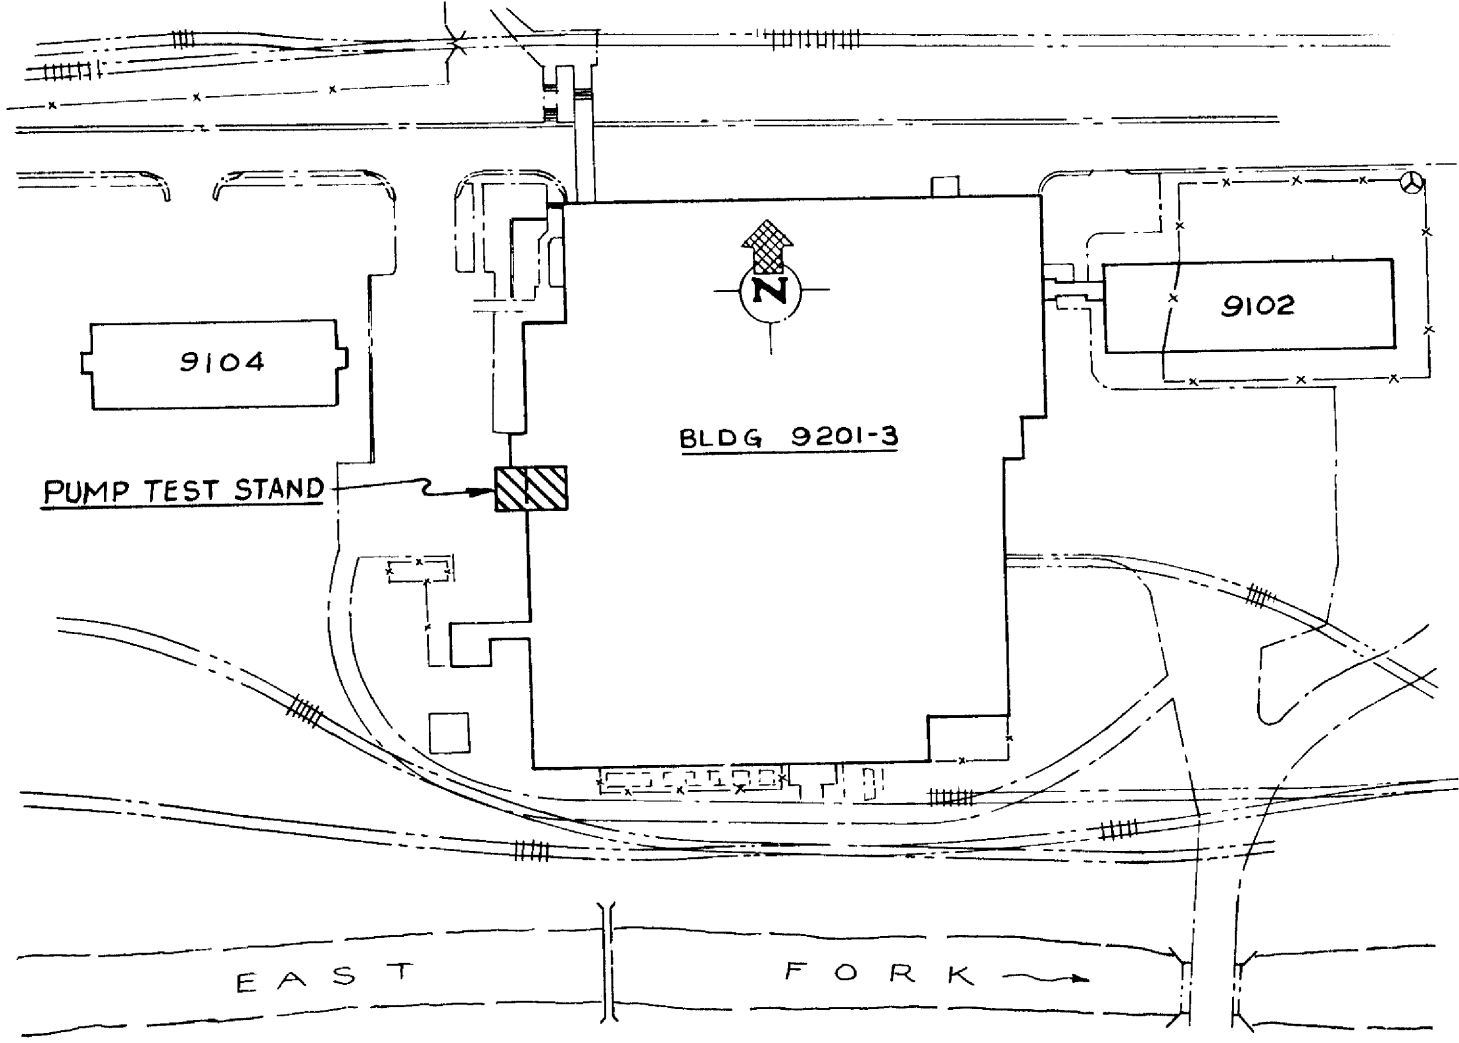 N
9102
9104
BLDG 9201-3
PUMP TEST STAND
EAST FORK